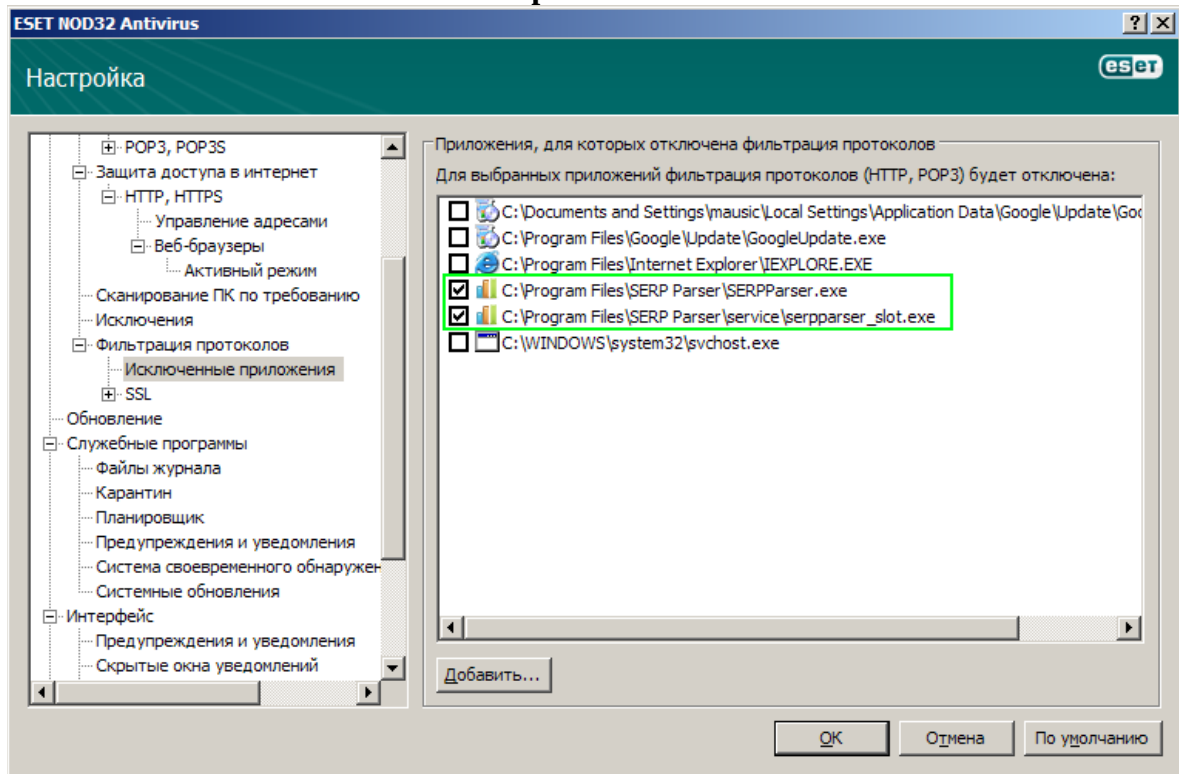 ESET NOD32 Antivirus
Настройка
eset
POP3, POP3S
Защита доступа в интернет
HTTP, HTTPS
Управление адресами
Веб-браузеры
Активный режим
Сканирование ПК по требованию
Исключения
Фильтрация протоколов
Исключенные приложения
SSL
Обновление
Служебные программы
Файлы журнала
Карантин
Планировщик
Предупреждения и уведомления
Система своевременного обнаружен
Системные обновления
Интерфейс
Предупреждения и уведомления
Скрытые окна уведомлений
Приложения, для которых отключена фильтрация протоколов
Для выбранных приложений фильтрация протоколов (HTTP, POP3) будет отключена:
C:\Documents and Settings\mausic\Local Settings\Application Data\Google\Update\Goo
C:\Program Files\Google\Update\GoogleUpdate.exe
C:\Program Files\Internet Explorer\IEXPLORE.EXE
C:\Program Files\SERP Parser\SERPParser.exe
C:\Program Files\SERP Parser\service\serpparser_slot.exe
C:\WINDOWS\system32\svchost.exe
Добавить...
OK
Отмена
По умолчанию